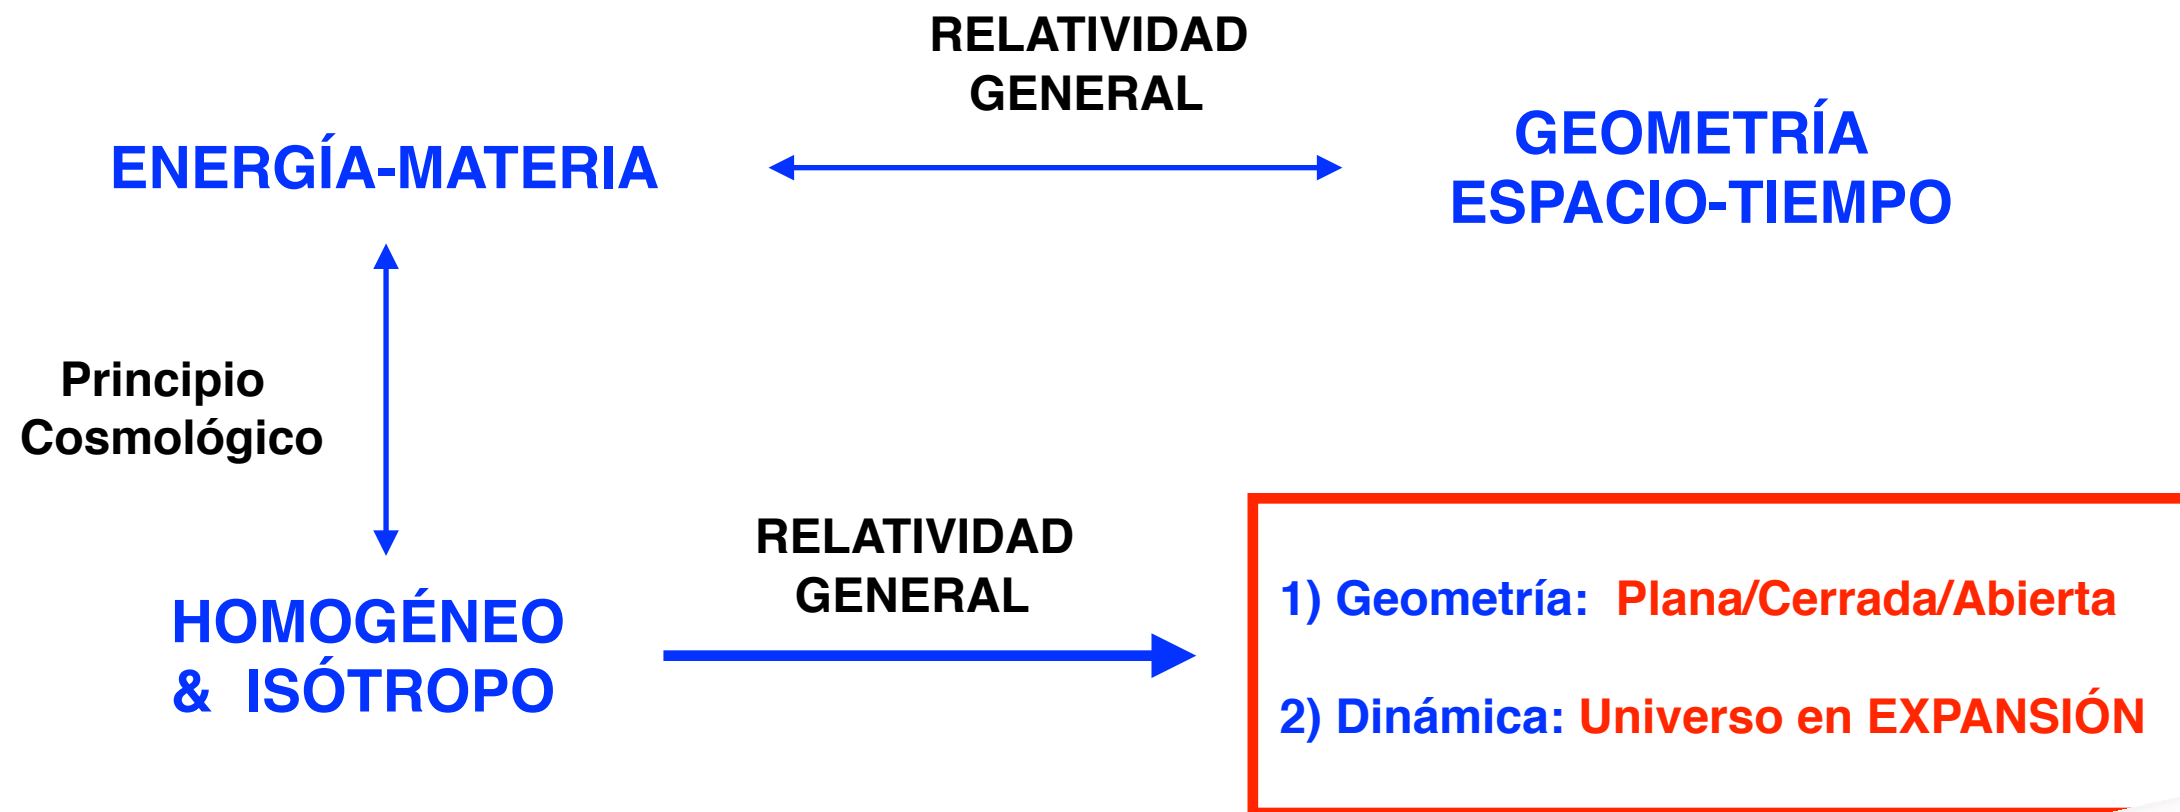 RELATIVIDAD
GENERAL
ENERGÍA-MATERIA
GEOMETRÍA
ESPACIO-TIEMPO
Principio
Cosmológico
HOMOGÉNEO
& ISÓTROPO
RELATIVIDAD
GENERAL
1) Geometría: Plana/Cerrada/Abierta
2) Dinámica: Universo en EXPANSIÓN